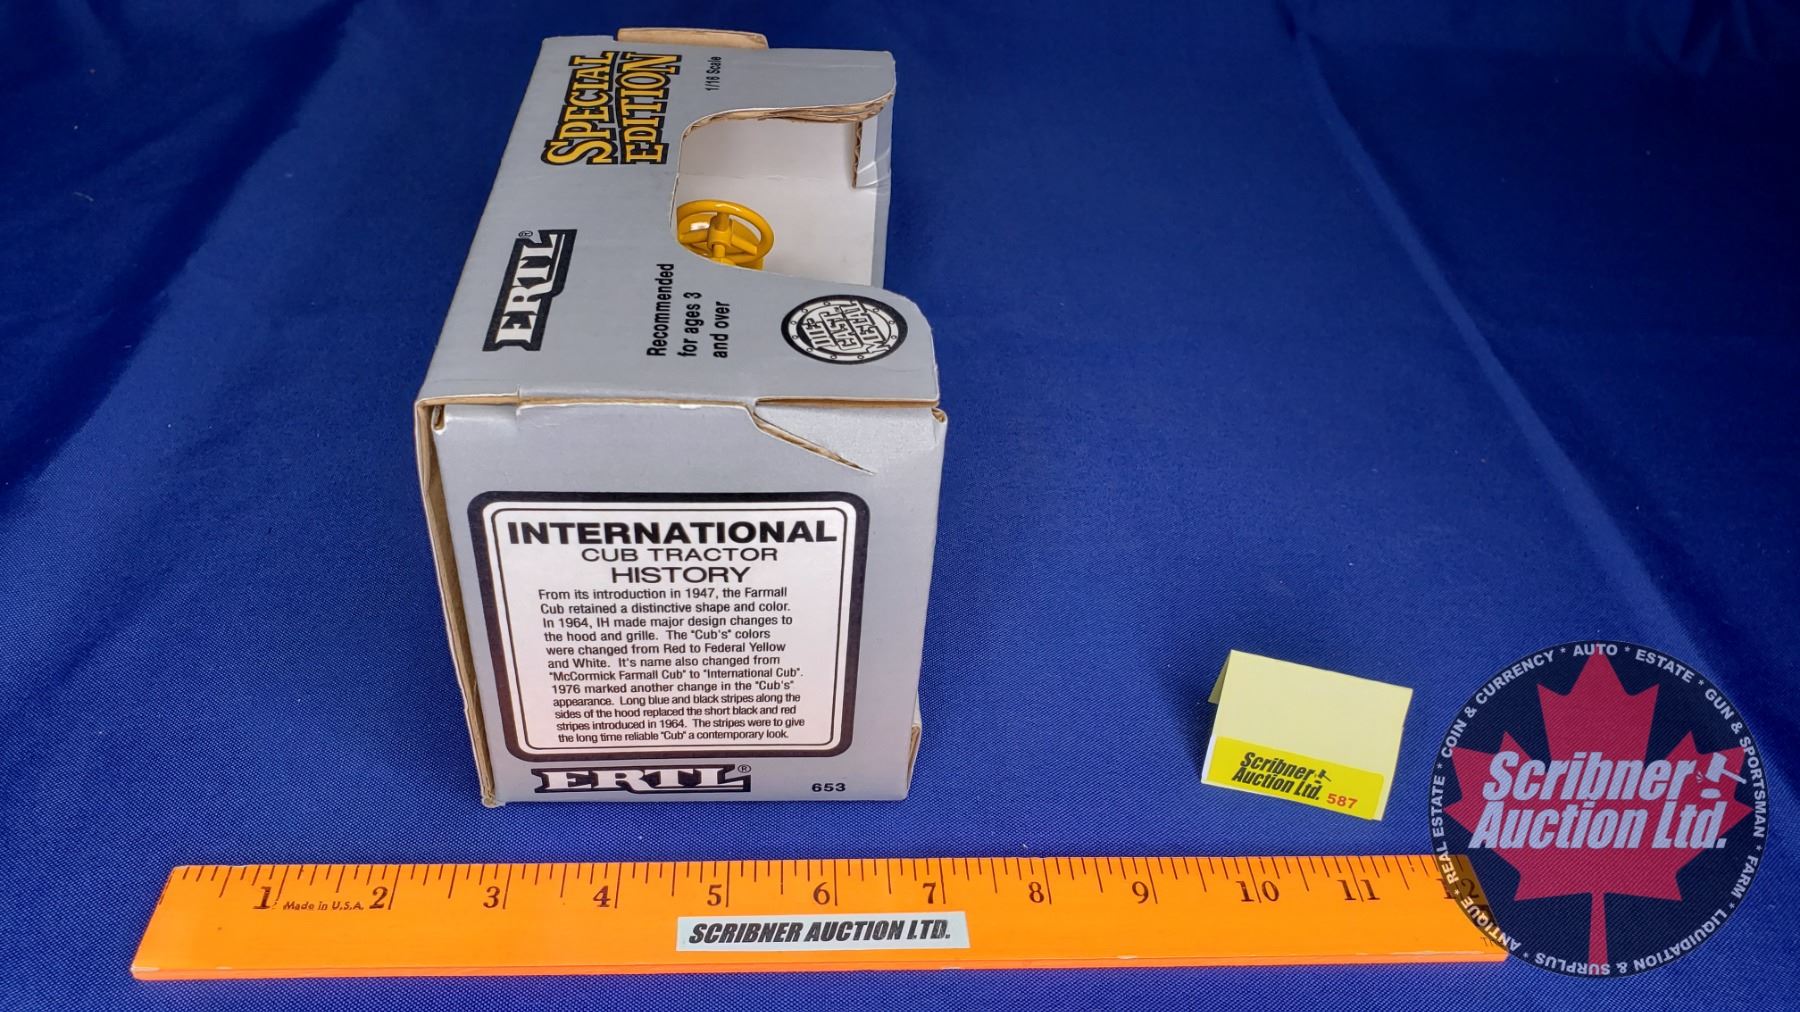 SPECIAL
EDITION
1/16 Scale
ERTL®
Recommended
for ages 3
and over
INTERNATIONAL
CUB TRACTOR
HISTORY
From its introduction in 1947, the Farmall
Cub retained a distinctive shape and color.
In 1964, IH made major design changes to
the hood and grille. The "Cub's" colors
were changed from Red to Federal Yellow
and White. It's name also changed from
"McCormick Farmall Cub" to "International Cub".
1976 marked another change in the "Cub's"
appearance. Long blue and black stripes along the
sides of the hood replaced the short black and red
stripes introduced in 1964. The stripes were to give
the long time reliable "Cub" a contemporary look.
ERTL®
653
Scribner
Auction Ltd. 587
1 2 3 4 5 6 7 8 9 10 11 12
Made in U.S.A.
SCRIBNER AUCTION LTD.
Scribner
Auction Ltd.
ANTIQUE * REAL ESTATE * COIN & CURRENCY * AUTO * ESTATE * GUN & SPORTSMAN * FARM * LIQUIDATION & SURPLUS *